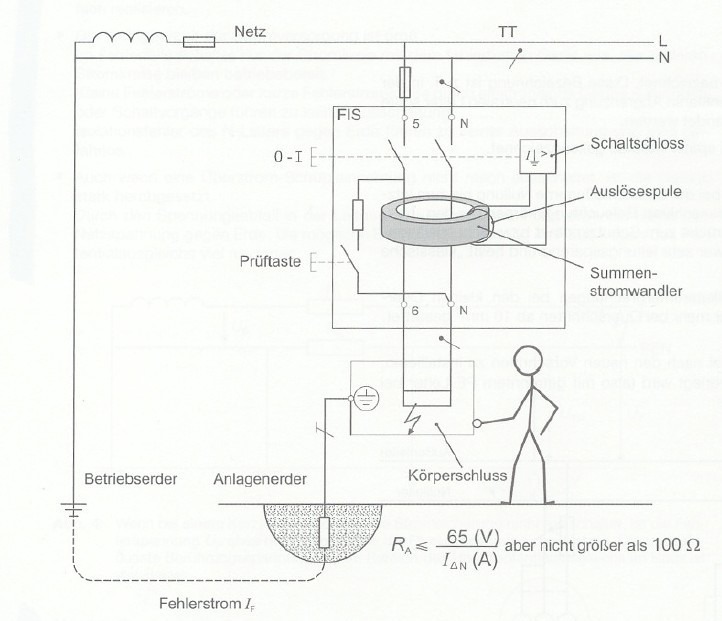 Netz
TT
L
N
FIS
5
N
0 - I
I >
Schaltschloss
Auslösespule
Prüftaste
Summen-
stromwandler
6
N
Körperschluss
Betriebserder
Anlagenerder
R_A ≤ 65 (V) / I_ΔN (A) aber nicht größer als 100 Ω
Fehlerstrom I_F